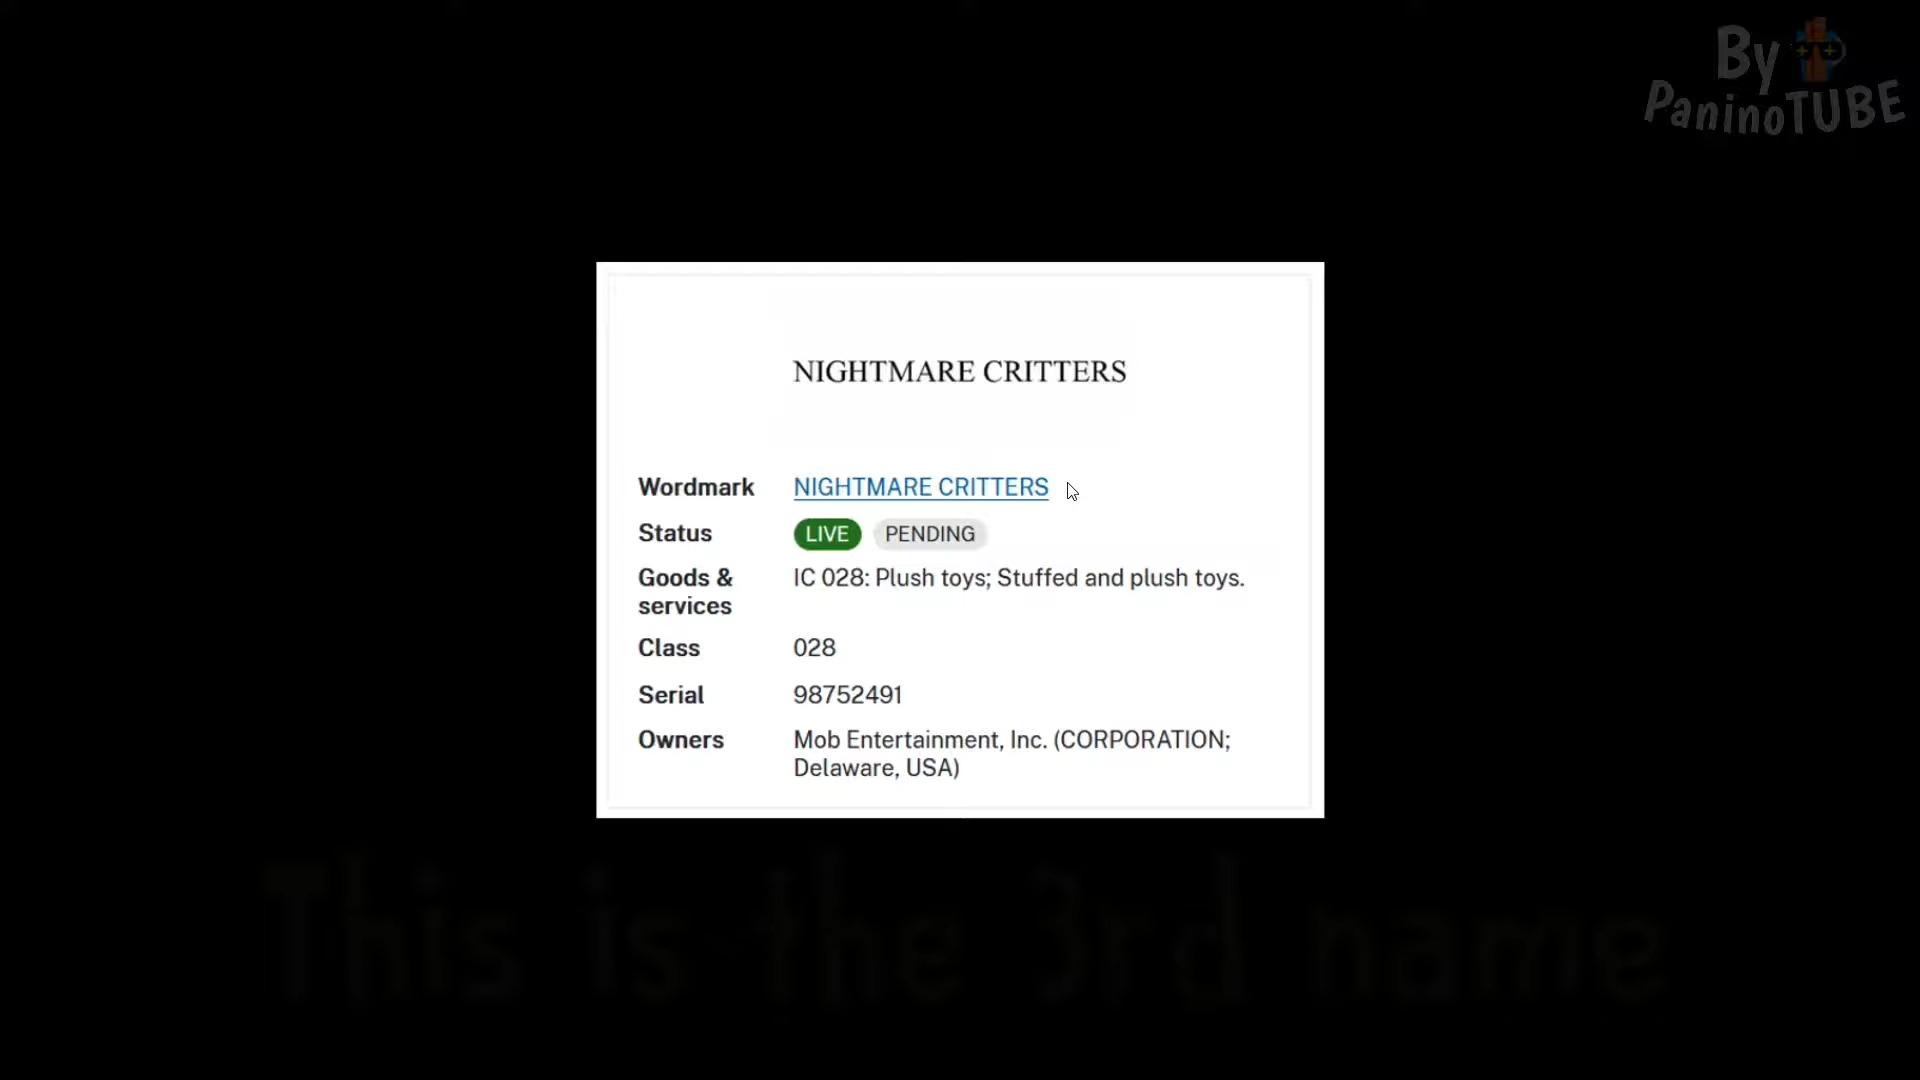 By
PaninoTUBE
NIGHTMARE CRITTERS
Wordmark NIGHTMARE CRITTERS
Status LIVE PENDING
Goods & services IC 028: Plush toys; Stuffed and plush toys.
Class 028
Serial 98752491
Owners Mob Entertainment, Inc. (CORPORATION;
Delaware, USA)
This is the 3rd name